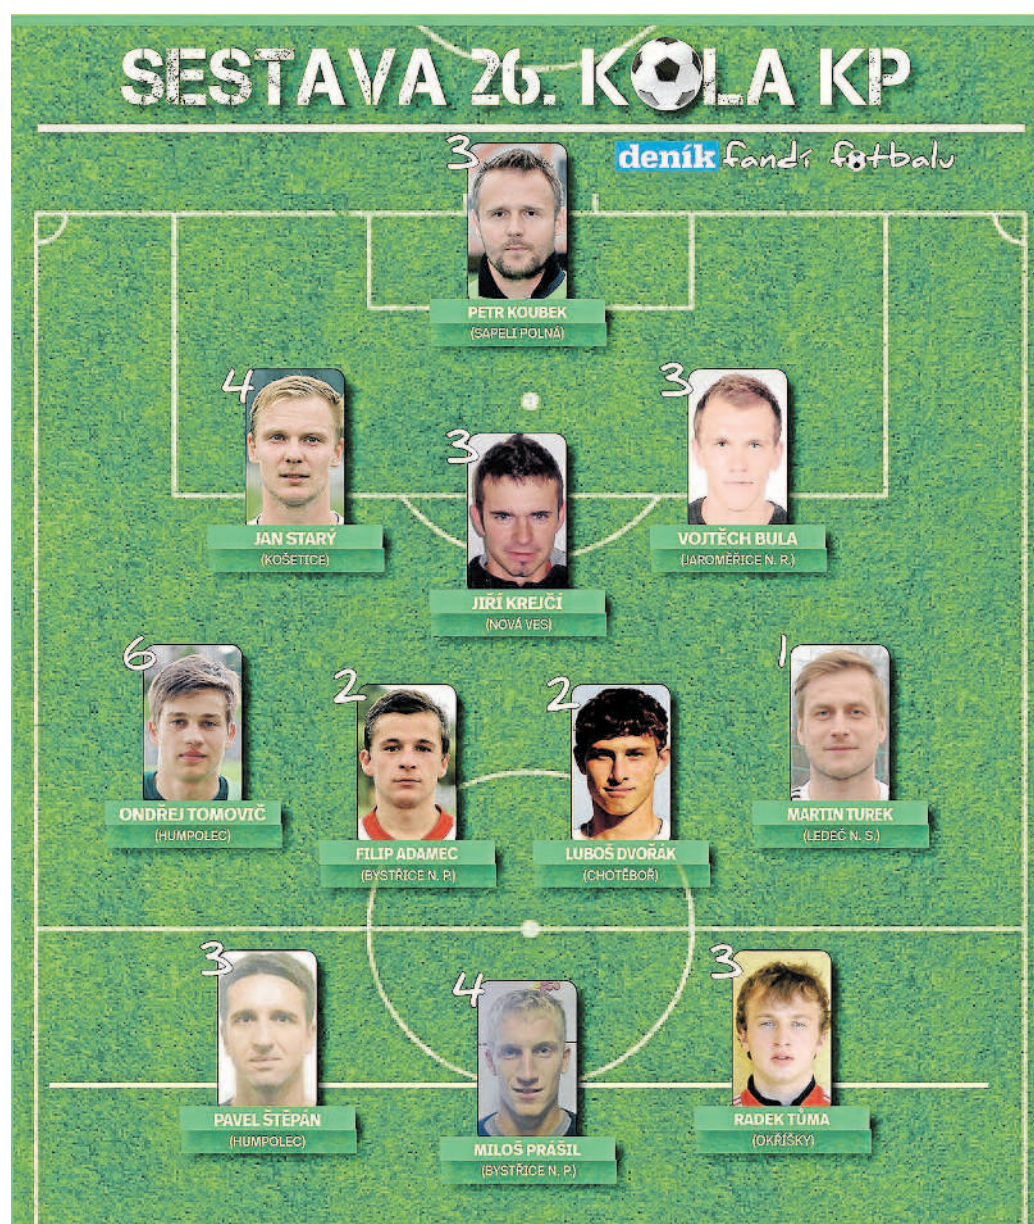 SESTAVA 26. KOLA KP
deník fandí fotbalu
3
PETR KOUBEK
(SAPELI POLNÁ)
4
JAN STARÝ
(KOŠETICE)
3
JIŘÍ KREJČÍ
(NOVÁ VES)
3
VOJTĚCH BULA
(JAROMĚŘICE N. R.)
6
ONDŘEJ TOMOVIČ
(HUMPOLEC)
2
FILIP ADAMEC
(BYSTŘICE N. P.)
2
LUBOŠ DVOŘÁK
(CHOTĚBOŘ)
1
MARTIN TUREK
(LEDEČ N. S.)
3
PAVEL ŠTĚPÁN
(HUMPOLEC)
4
MILOŠ PRÁŠIL
(BYSTŘICE N. P.)
3
RADEK TŮMA
(OKŘÍŠKY)